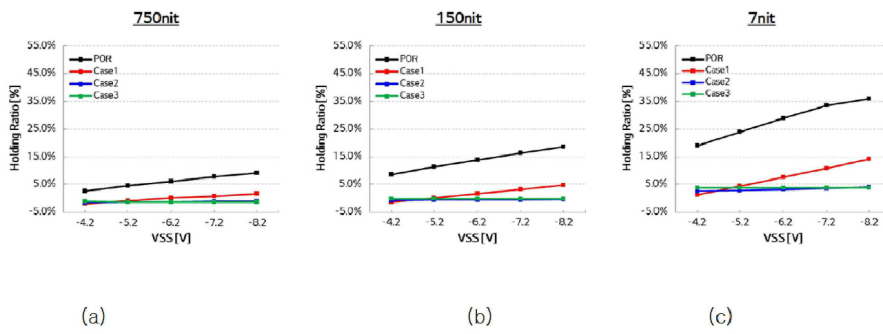 750nit
55.0%
45.0%
35.0%
25.0%
15.0%
5.0%
-5.0%
Holding Ratio [%]
POR
Case1
Case2
Case3
-4.2 -5.2 -6.2 -7.2 -8.2
VSS [V]
(a)
150nit
55.0%
45.0%
35.0%
25.0%
15.0%
5.0%
-5.0%
Holding Ratio [%]
POR
Case1
Case2
Case3
-4.2 -5.2 -6.2 -7.2 -8.2
VSS [V]
(b)
7nit
55.0%
45.0%
35.0%
25.0%
15.0%
5.0%
-5.0%
Holding Ratio [%]
POR
Case1
Case2
Case3
-4.2 -5.2 -6.2 -7.2 -8.2
VSS [V]
(c)